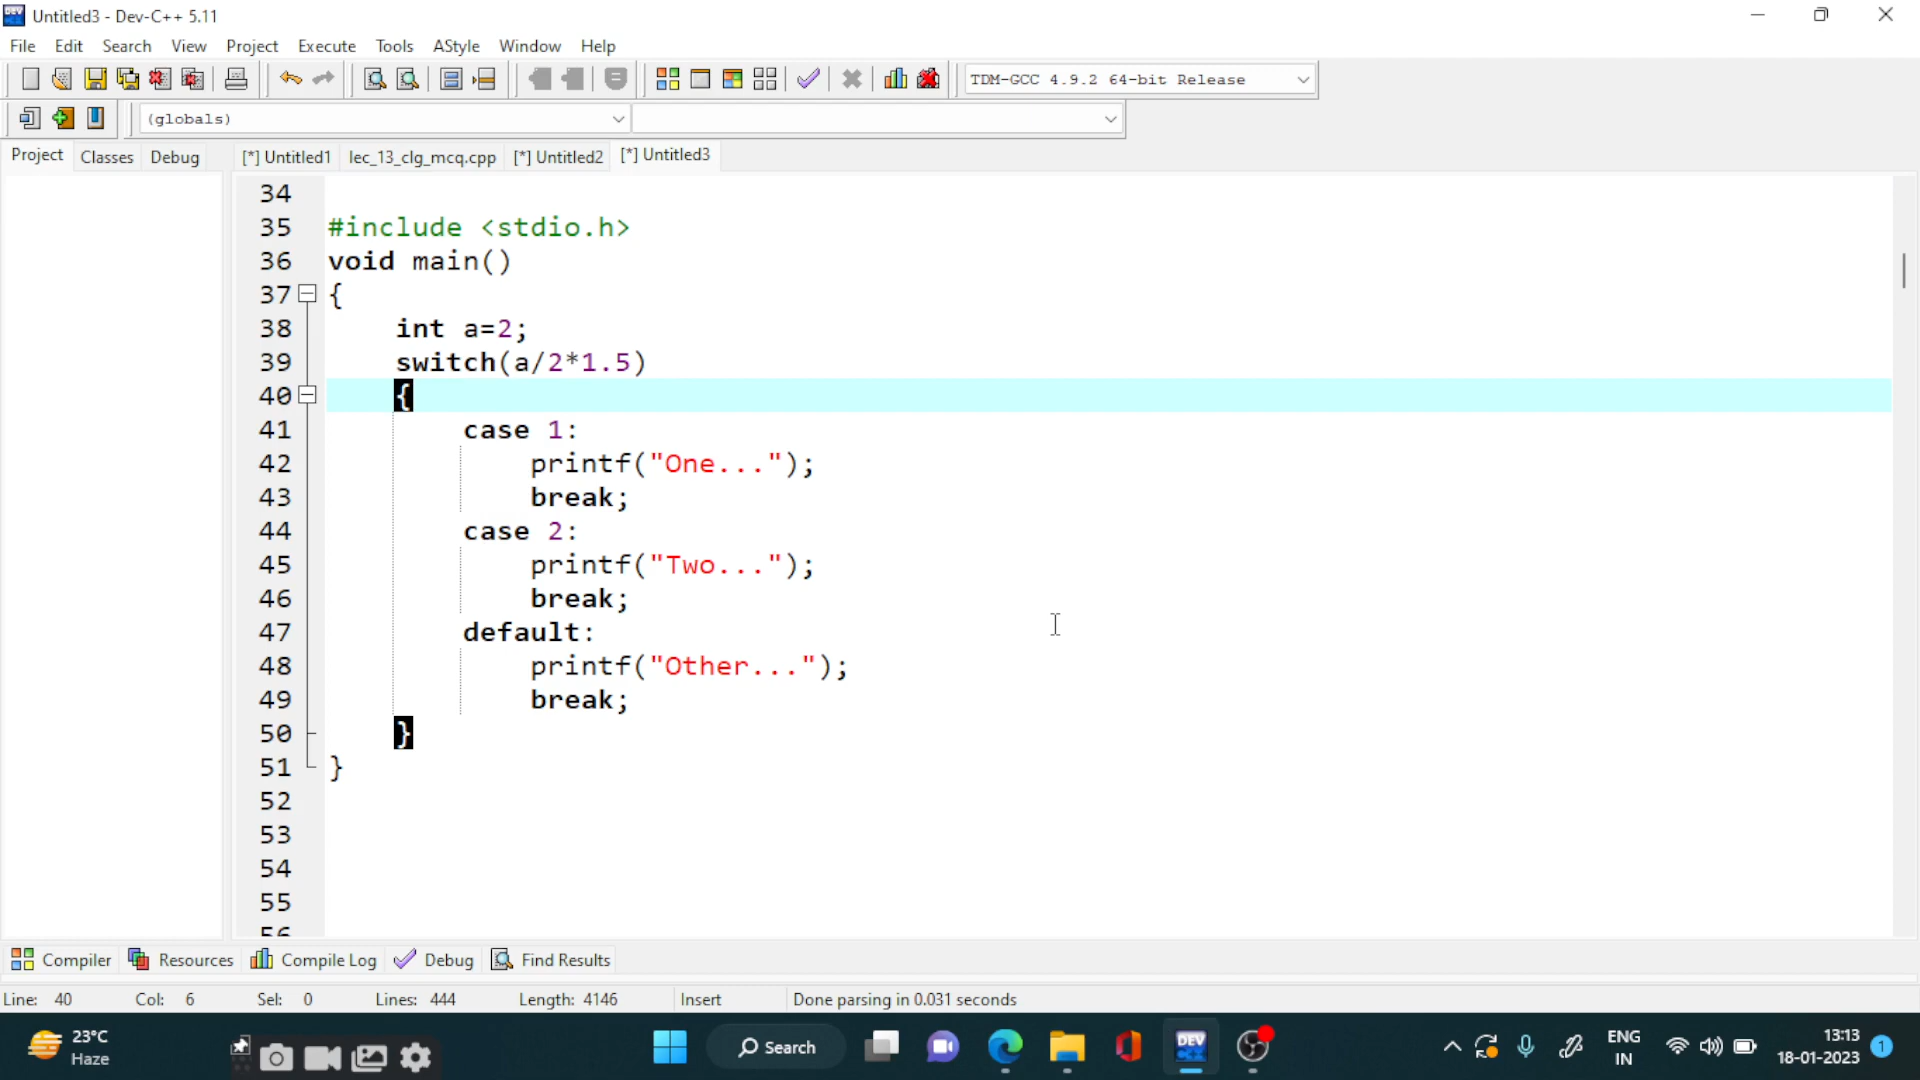 Untitled3 - Dev-C++ 5.11
File Edit Search View Project Execute Tools AStyle Window Help
TDM-GCC 4.9.2 64-bit Release
(globals)
Project Classes Debug [*] Untitled1 lec_13_clg_mcq.cpp [*] Untitled2 [*] Untitled3
34
35 #include <stdio.h>
36 void main()
37 {
38 int a=2;
39 switch(a/2*1.5)
40 {
41 case 1:
42 printf("One...");
43 break;
44 case 2:
45 printf("Two...");
46 break;
47 default:
48 printf("Other...");
49 break;
50 }
51 }
52
53
54
55
56
Compiler Resources Compile Log Debug Find Results
Line: 40 Col: 6 Sel: 0 Lines: 444 Length: 4146 Insert Done parsing in 0.031 seconds
23°C
Haze
Search
DEV
C++
ENG
IN
13:13
18-01-2023
1